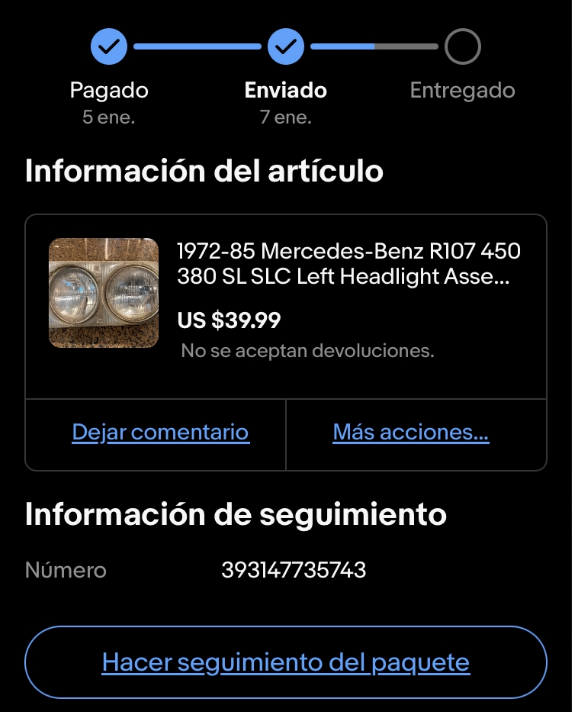 Pagado
Enviado
Entregado
5 ene.
7 ene.
Información del artículo
1972-85 Mercedes-Benz R107 450
380 SL SLC Left Headlight Asse...
US $39.99
No se aceptan devoluciones.
Dejar comentario
Más acciones...
Información de seguimiento
Número
393147735743
Hacer seguimiento del paquete